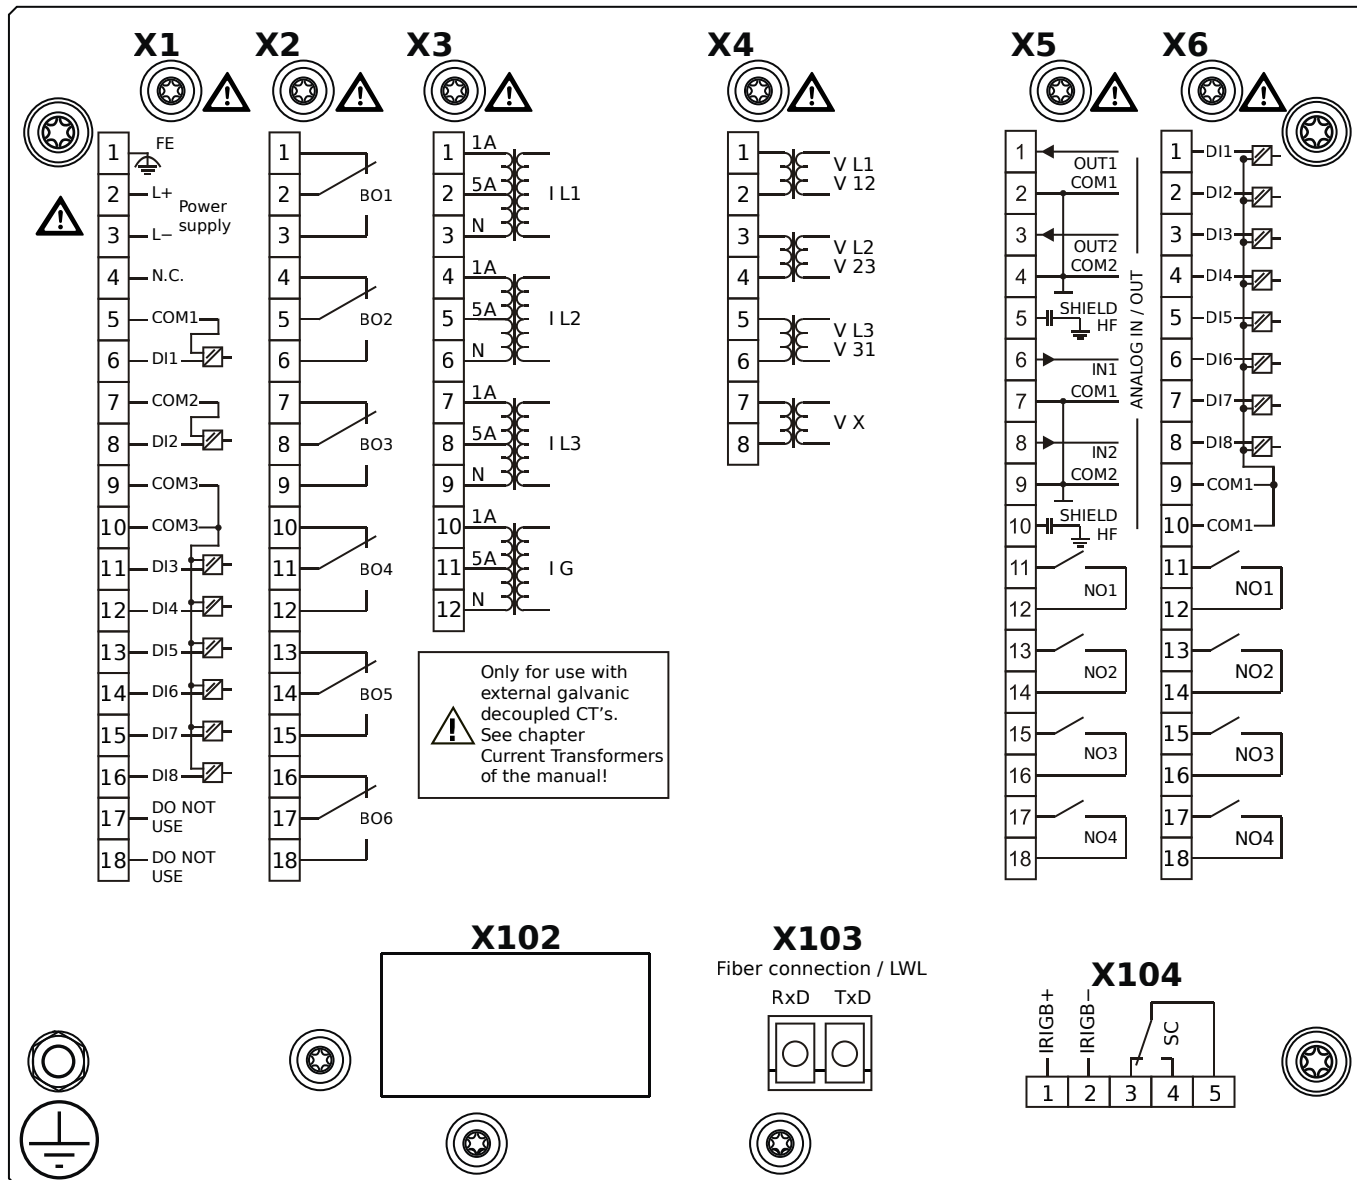 X1
X2
X3
X4
X5
X6
1 FE
2 L+ Power
supply
3 L−
4 N.C.
5 COM1
6 DI1
7 COM2
8 DI2
9 COM3
10 COM3
11 DI3
12 DI4
13 DI5
14 DI6
15 DI7
16 DI8
17 DO NOT
USE
18 DO NOT
USE
1
2 BO1
3
4
5 BO2
6
7
8 BO3
9
10
11 BO4
12
13
14 BO5
15
16
17 BO6
18
1 1A
2 5A I L1
3 N
4 1A
5 5A I L2
6 N
7 1A
8 5A I L3
9 N
10 1A
11 5A I G
12 N
Only for use with
external galvanic
decoupled CT's.
See chapter
Current Transformers
of the manual!
1 V L1
2 V 12
3 V L2
4 V 23
5 V L3
6 V 31
7 V X
8
1 OUT1
2 COM1
3 OUT2
4 COM2
5 SHIELD
HF
6 IN1
7 COM1
8 IN2
9 COM2
10 SHIELD
HF
ANALOG IN / OUT
11 NO1
12
13 NO2
14
15 NO3
16
17 NO4
18
1 DI1
2 DI2
3 DI3
4 DI4
5 DI5
6 DI6
7 DI7
8 DI8
9 COM1
10 COM1
11 NO1
12
13 NO2
14
15 NO3
16
17 NO4
18
X102
X103
Fiber connection / LWL
RxD TxD
X104
IRIGB+
IRIGB−
SC
1 2 3 4 5